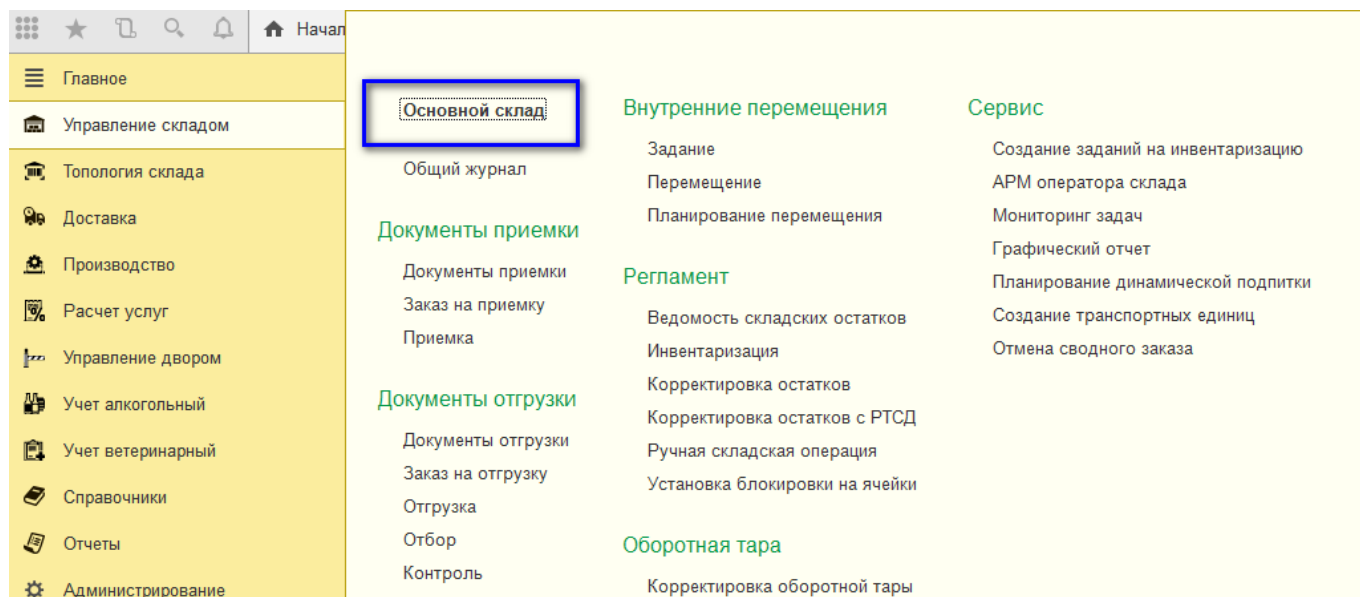 Начал
Главное
Управление складом
Топология склада
Доставка
Производство
Расчет услуг
Управление двором
Учет алкогольный
Учет ветеринарный
Справочники
Отчеты
Администрирование
Основной склад
Общий журнал
Документы приемки
Документы приемки
Заказ на приемку
Приемка
Документы отгрузки
Документы отгрузки
Заказ на отгрузку
Отгрузка
Отбор
Контроль
Внутренние перемещения
Задание
Перемещение
Планирование перемещения
Регламент
Ведомость складских остатков
Инвентаризация
Корректировка остатков
Корректировка остатков с РТСД
Ручная складская операция
Установка блокировки на ячейки
Оборотная тара
Корректировка оборотной тары
Сервис
Создание заданий на инвентаризацию
АРМ оператора склада
Мониторинг задач
Графический отчет
Планирование динамической подпитки
Создание транспортных единиц
Отмена сводного заказа